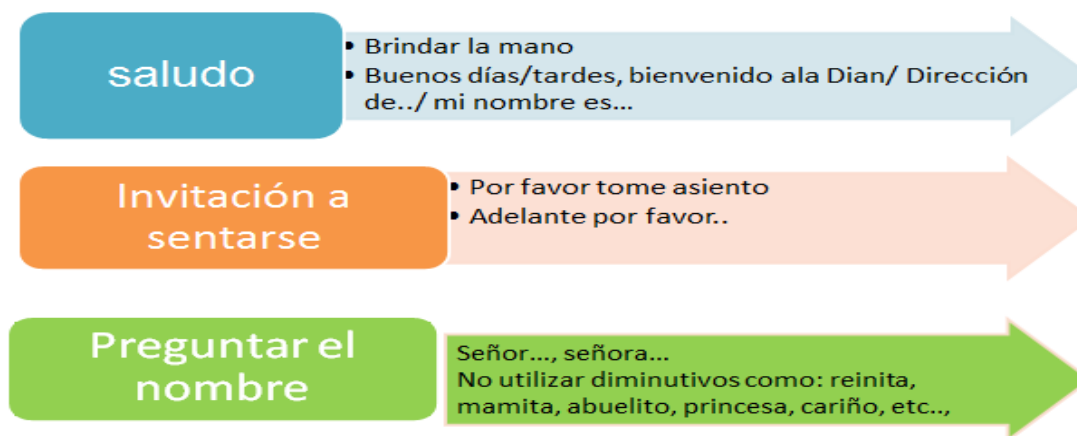 saludo
• Brindar la mano
• Buenos días/tardes, bienvenido ala Dian/ Dirección
de../ mi nombre es...
Invitación a
sentarse
• Por favor tome asiento
• Adelante por favor..
Preguntar el
nombre
Señor..., señora...
No utilizar diminutivos como: reinita,
mamita, abuelito, princesa, cariño, etc..,